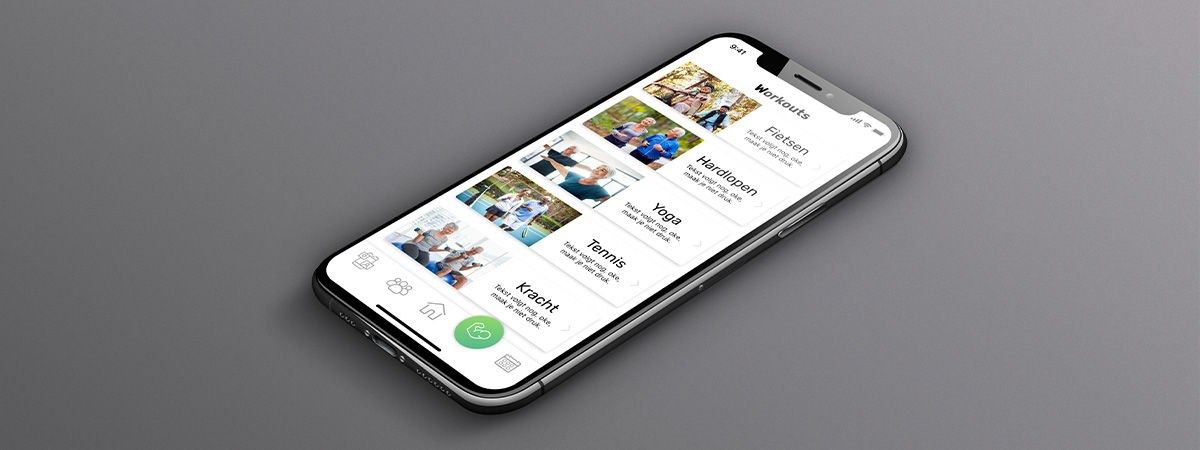 9:41
Workouts
Fietsen
Tekst volgt nog, oke,
maak je niet druk.
Hardlopen
Tekst volgt nog, oke,
maak je niet druk.
Yoga
Tekst volgt nog, oke,
maak je niet druk.
Tennis
Tekst volgt nog, oke,
maak je niet druk.
Kracht
Tekst volgt nog, oke,
maak je niet druk.